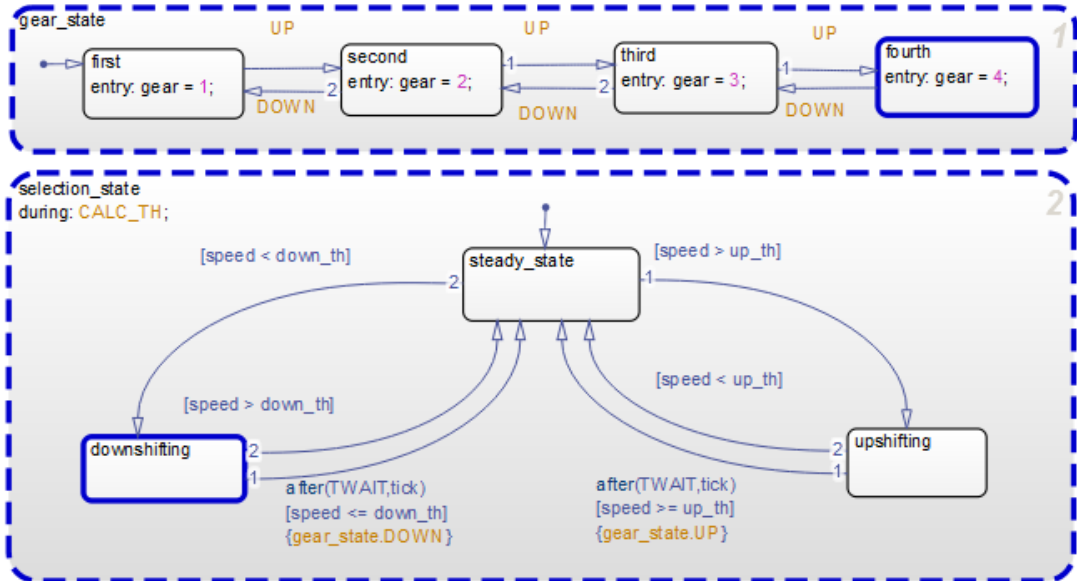 gear_state
UP
UP
UP
1
first
entry: gear = 1;
second
entry: gear = 2;
third
entry: gear = 3;
fourth
entry: gear = 4;
1
1
2
2
DOWN
DOWN
DOWN
selection_state
during: CALC_TH;
2
[speed < down_th]
steady_state
[speed > up_th]
2
1
[speed > down_th]
[speed < up_th]
downshifting
2
1
upshifting
2
1
after(TWAIT,tick)
[speed <= down_th]
{gear_state.DOWN}
after(TWAIT,tick)
[speed >= up_th]
{gear_state.UP}